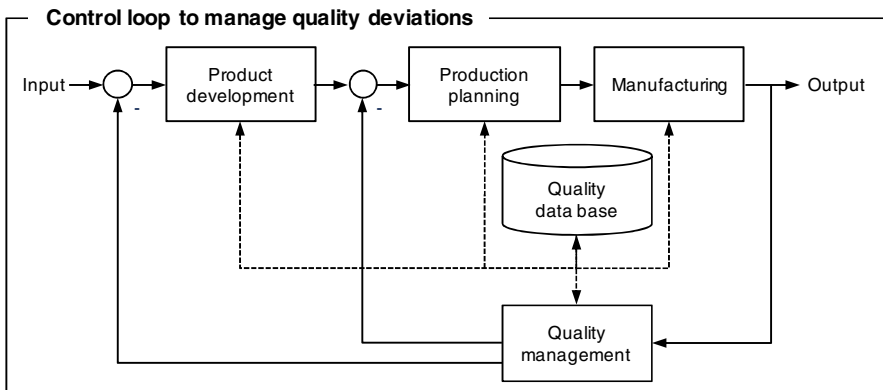 Control loop to manage quality deviations
Input
Product
development
Production
planning
Manufacturing
Output
-
-
Quality
data base
Quality
management